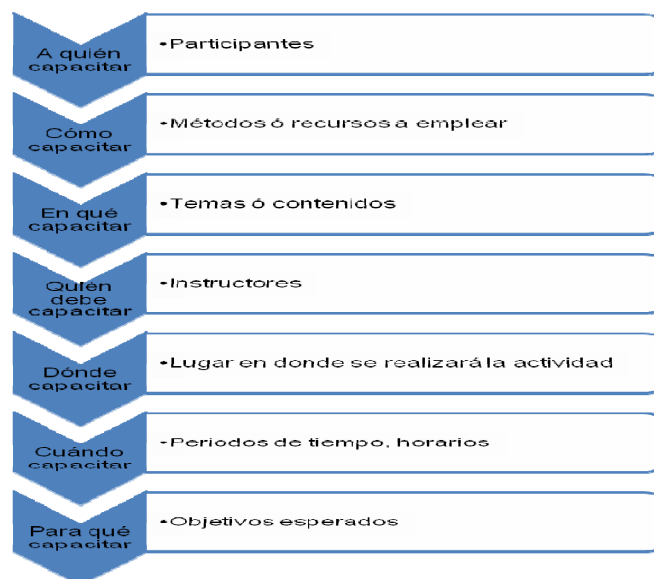 A quién
capacitar
•Participantes
Cómo
capacitar
•Métodos ó recursos a emplear
En qué
capacitar
•Temas ó contenidos
Quién
debe
capacitar
•Instructores
Dónde
capacitar
•Lugar en donde se realizará la actividad
Cuándo
capacitar
•Periodos de tiempo, horarios
Para qué
capacitar
•Objetivos esperados